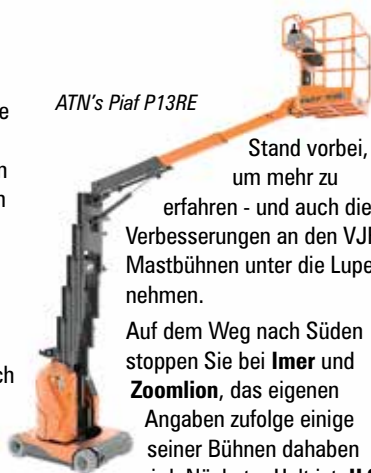 e
ATN's Piaf P13RE
n
n
ch
Stand vorbei,
um mehr zu
erfahren - und auch die
Verbesserungen an den VJR
Mastbühnen unter die Lupe
nehmen.
Auf dem Weg nach Süden
stoppen Sie bei Imer und
Zoomlion, das eigenen
Angaben zufolge einige
seiner Bühnen dahaben